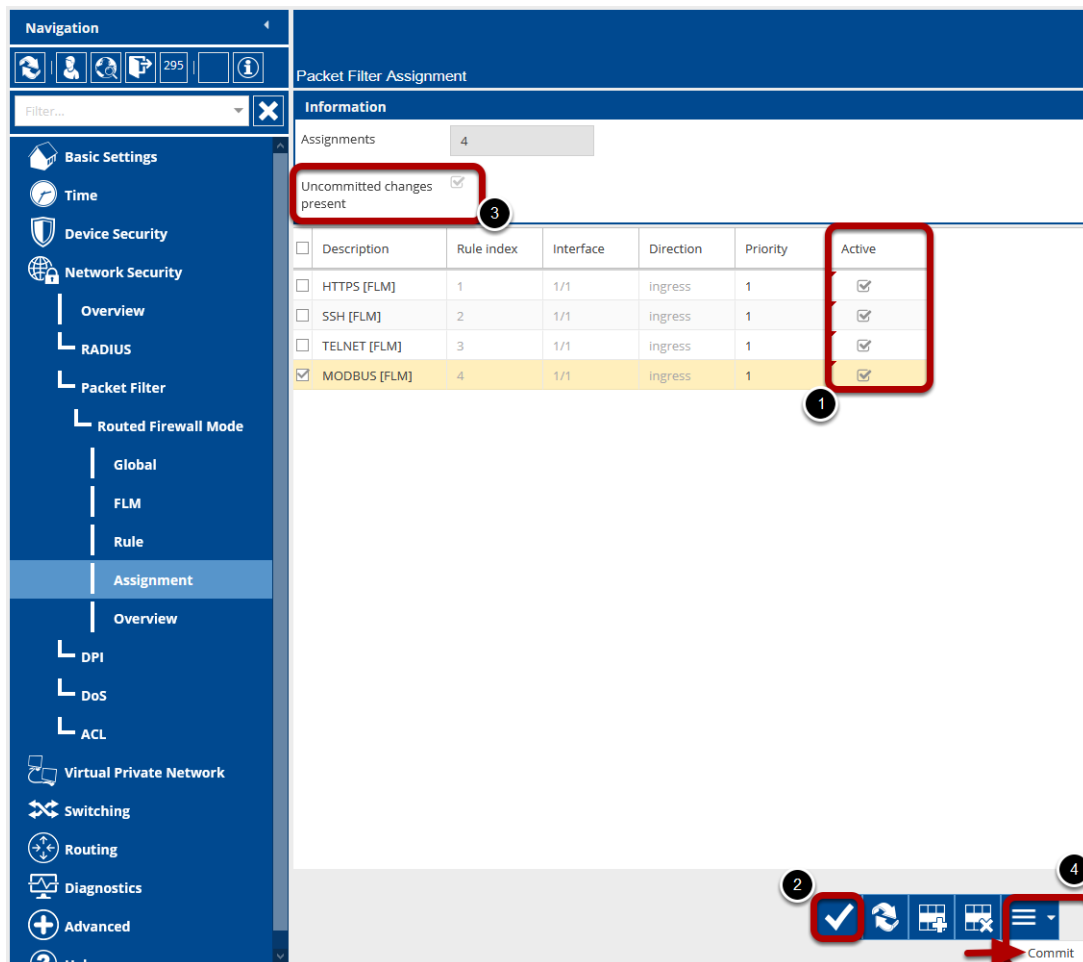 Navigation
295
Filter...
Basic Settings
Time
Device Security
Network Security
Overview
RADIUS
Packet Filter
Routed Firewall Mode
Global
FLM
Rule
Assignment
Overview
DPI
DoS
ACL
Virtual Private Network
Switching
Routing
Diagnostics
Advanced
Packet Filter Assignment
Information
Assignments 4
Uncommitted changes
present
3
Description Rule index Interface Direction Priority Active
HTTPS [FLM] 1 1/1 ingress 1
SSH [FLM] 2 1/1 ingress 1
TELNET [FLM] 3 1/1 ingress 1
MODBUS [FLM] 4 1/1 ingress 1
1
2
4
Commit